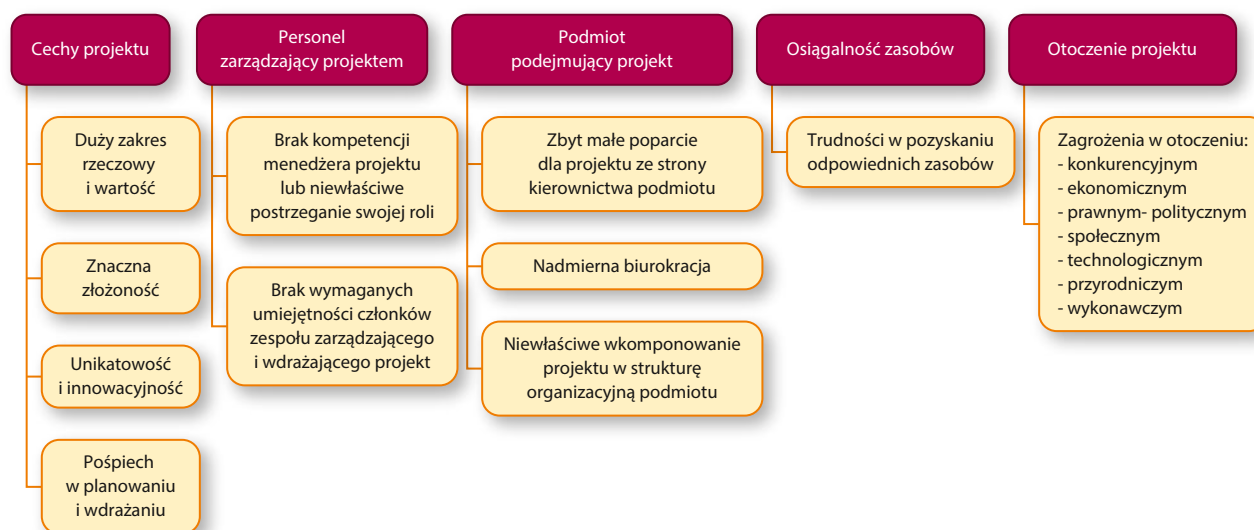 Cechy projektu
Duży zakres
rzeczowy
i wartość
Znaczna
złożoność
Unikatowość
i innowacyjność
Pośpiech
w planowaniu
i wdrażaniu
Personel
zarządzający projektem
Brak kompetencji
menedżera projektu
lub niewłaściwe
postrzeganie swojej roli
Brak wymaganych
umiejętności członków
zespołu zarządzającego
i wdrażającego projekt
Podmiot
podejmujący projekt
Zbyt małe poparcie
dla projektu ze strony
kierownictwa podmiotu
Nadmierna biurokracja
Niewłaściwe wkomponowanie
projektu w strukturę
organizacyjną podmiotu
Osiągalność zasobów
Trudności w pozyskaniu
odpowiednich zasobów
Otoczenie projektu
Zagrożenia w otoczeniu:
- konkurencyjnym
- ekonomicznym
- prawnym- politycznym
- społecznym
- technologicznym
- przyrodniczym
- wykonawczym